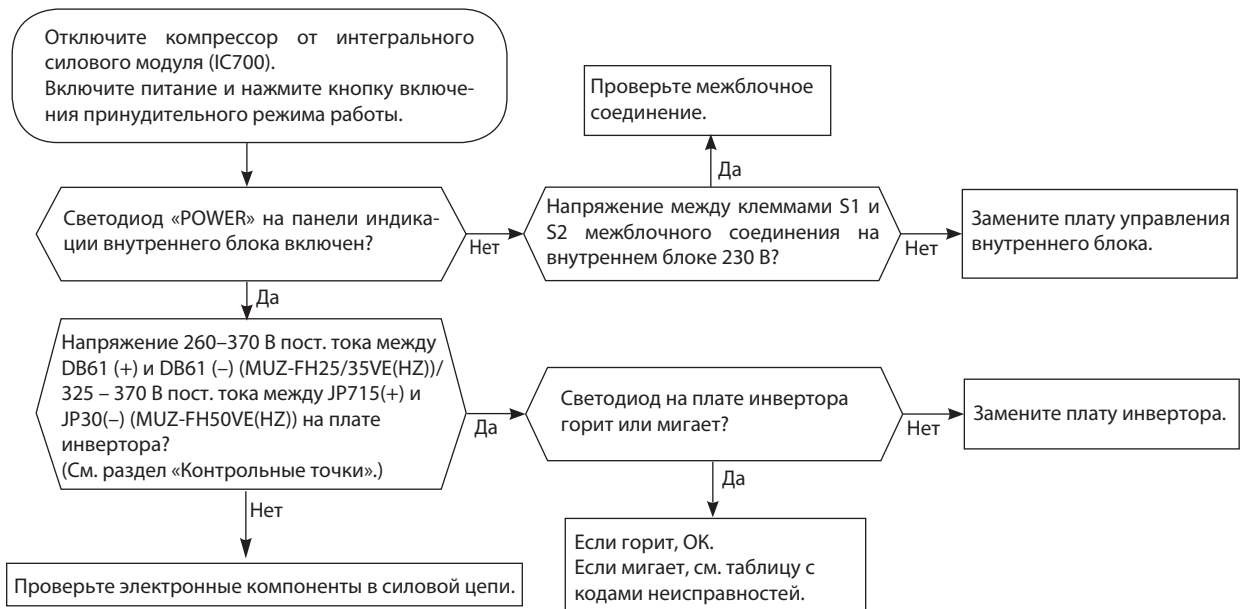 Отключите компрессор от интегрального
силового модуля (IC700).
Включите питание и нажмите кнопку включе-
ния принудительного режима работы.
Проверьте межблочное
соединение.
Да
Светодиод «POWER» на панели индика-
ции внутреннего блока включен?
Нет
Напряжение между клеммами S1 и
S2 межблочного соединения на
внутреннем блоке 230 В?
Нет
Замените плату управления
внутреннего блока.
Да
Напряжение 260–370 В пост. тока между
DB61 (+) и DB61 (–) (MUZ-FH25/35VE(HZ))/
325 – 370 В пост. тока между JP715(+) и
JP30(–) (MUZ-FH50VE(HZ)) на плате
инвертора?
(См. раздел «Контрольные точки».)
Да
Светодиод на плате инвертора
горит или мигает?
Нет
Замените плату инвертора.
Нет
Да
Проверьте электронные компоненты в силовой цепи.
Если горит, ОК.
Если мигает, см. таблицу с
кодами неисправностей.